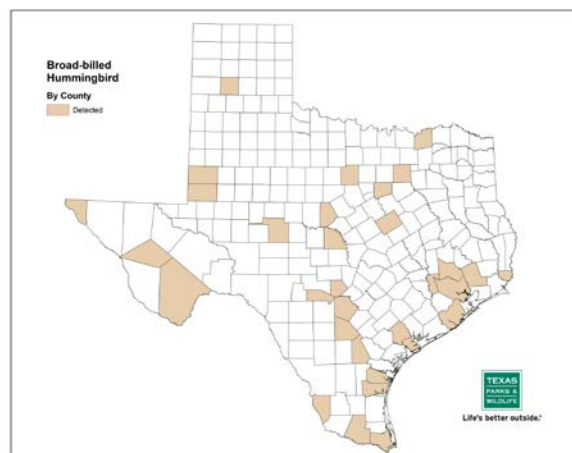 Broad-billed
Hummingbird
By County
Detected
TEXAS
PARKS &
WILDLIFE
Life's better outside.®